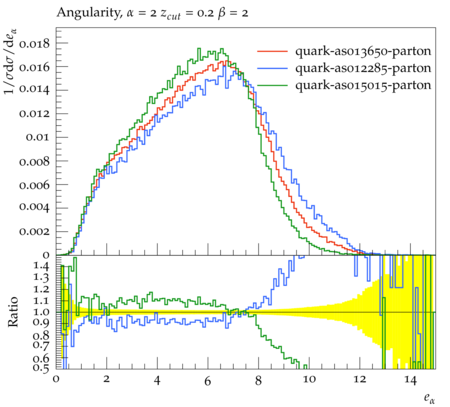 Angularity, α = 2 z_cut = 0.2 β = 2
1/σdσ/de_α
0.018
0.016
0.014
0.012
0.01
0.008
0.006
0.004
0.002
0
quark-as013650-parton
quark-as012285-parton
quark-as015015-parton
Ratio
1.4
1.3
1.2
1.1
1.0
0.9
0.8
0.7
0.6
0.5
0 2 4 6 8 10 12 14
e_α